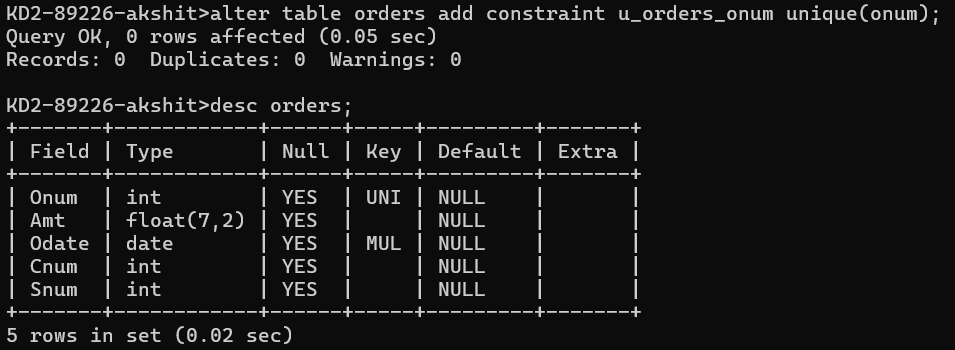 KD2-89226-akshit>alter table orders add constraint u_orders_onum unique(onum);
Query OK, 0 rows affected (0.05 sec)
Records: 0  Duplicates: 0  Warnings: 0

KD2-89226-akshit>desc orders;
+-------+------------+------+-----+---------+-------+
| Field | Type       | Null | Key | Default | Extra |
+-------+------------+------+-----+---------+-------+
| Onum  | int        | YES  | UNI | NULL    |       |
| Amt   | float(7,2) | YES  |     | NULL    |       |
| Odate | date       | YES  | MUL | NULL    |       |
| Cnum  | int        | YES  |     | NULL    |       |
| Snum  | int        | YES  |     | NULL    |       |
+-------+------------+------+-----+---------+-------+
5 rows in set (0.02 sec)